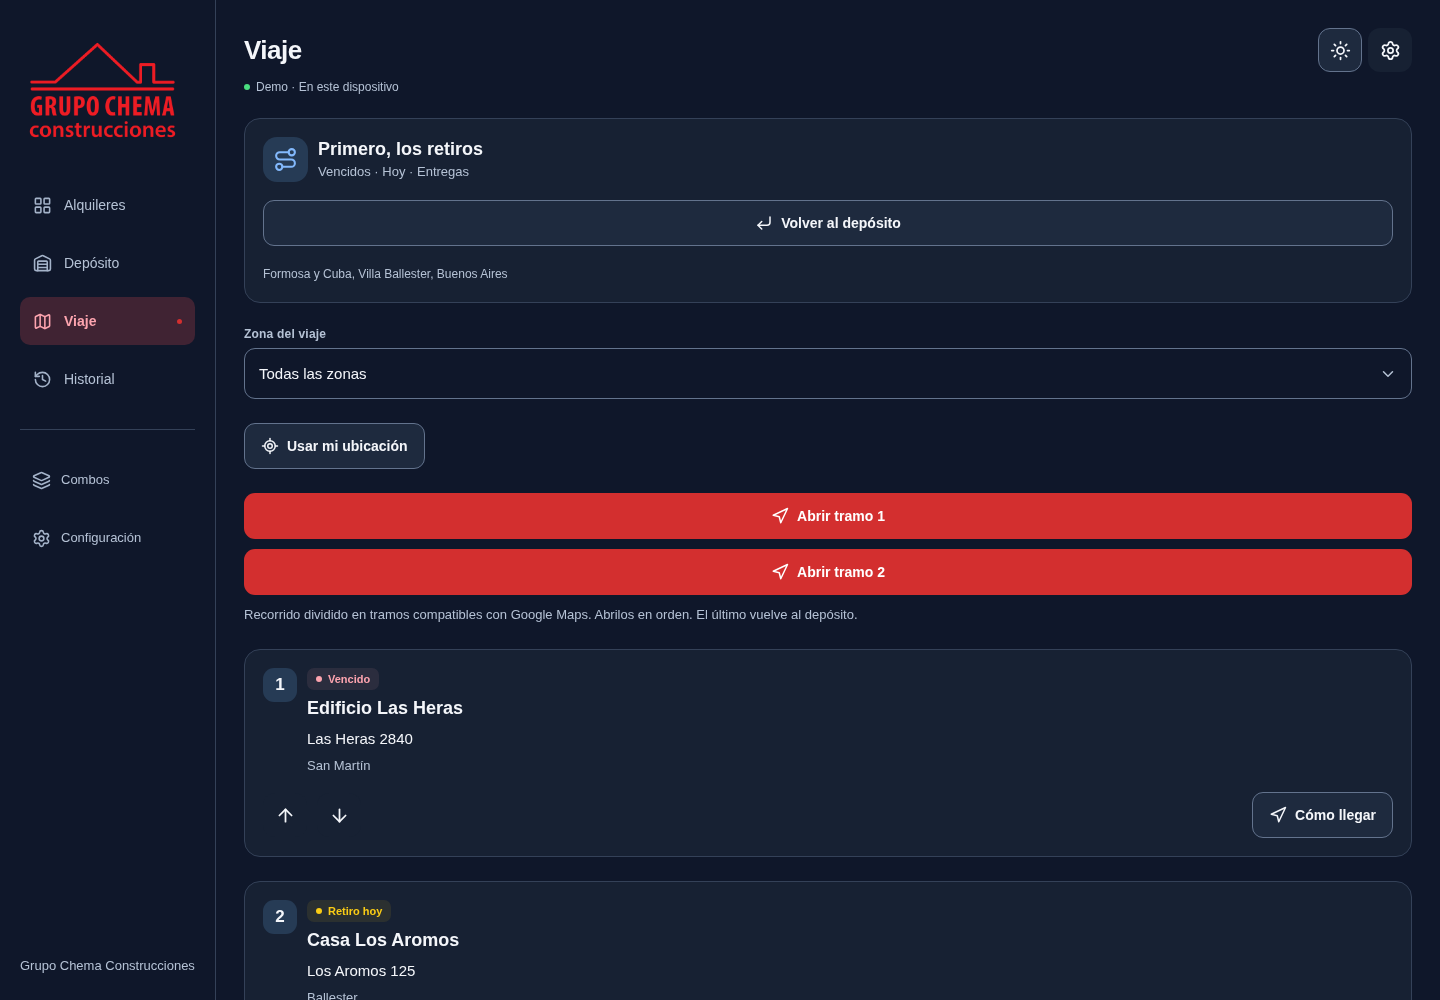 GRUPO CHEMA
construcciones
Alquileres
Depósito
Viaje
Historial
Combos
Configuración
Grupo Chema Construcciones
Viaje
Demo · En este dispositivo
Primero, los retiros
Vencidos · Hoy · Entregas
Volver al depósito
Formosa y Cuba, Villa Ballester, Buenos Aires
Zona del viaje
Todas las zonas
Usar mi ubicación
Abrir tramo 1
Abrir tramo 2
Recorrido dividido en tramos compatibles con Google Maps. Abrilos en orden. El último vuelve al depósito.
1
Vencido
Edificio Las Heras
Las Heras 2840
San Martín
Cómo llegar
2
Retiro hoy
Casa Los Aromos
Los Aromos 125
Ballester